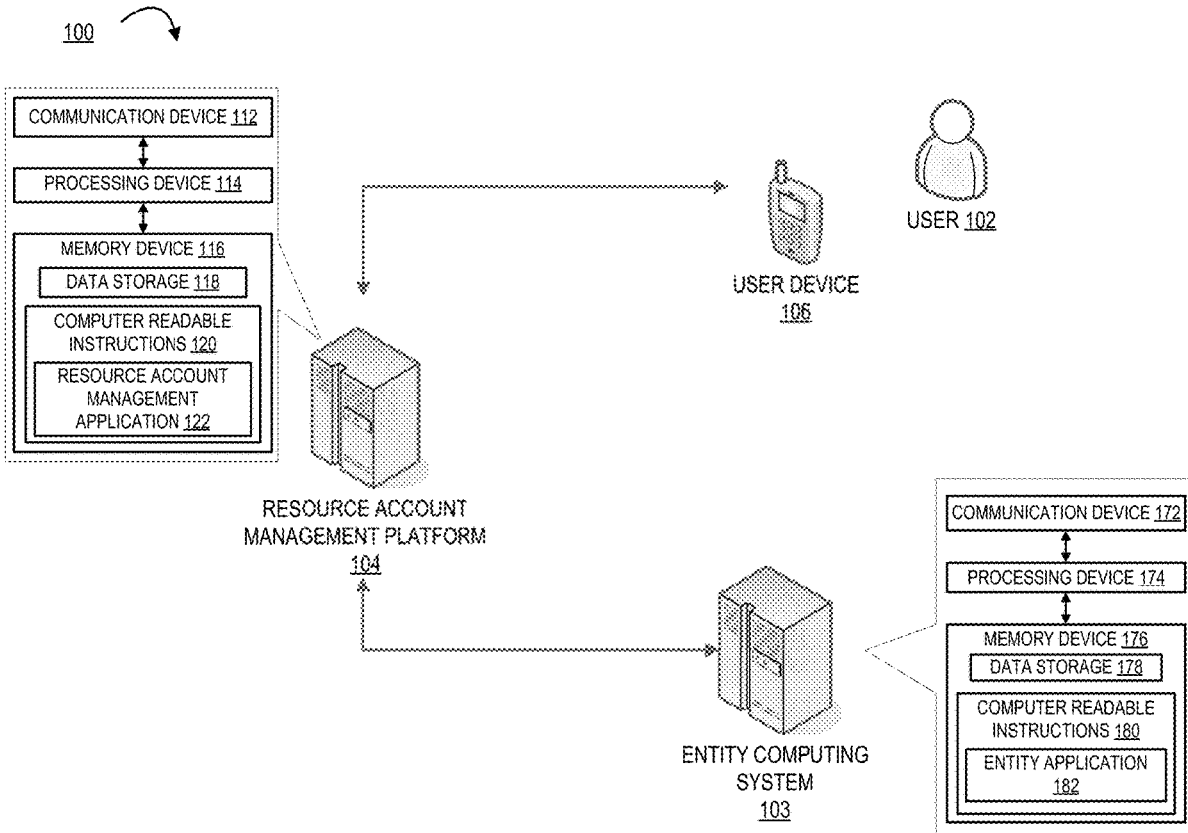 100
COMMUNICATION DEVICE 112
PROCESSING DEVICE 114
MEMORY DEVICE 116
DATA STORAGE 118
COMPUTER READABLE
INSTRUCTIONS 120
RESOURCE ACCOUNT
MANAGEMENT
APPLICATION 122
USER 102
USER DEVICE
106
RESOURCE ACCOUNT
MANAGEMENT PLATFORM
104
ENTITY COMPUTING
SYSTEM
103
COMMUNICATION DEVICE 172
PROCESSING DEVICE 174
MEMORY DEVICE 176
DATA STORAGE 178
COMPUTER READABLE
INSTRUCTIONS 180
ENTITY APPLICATION
182